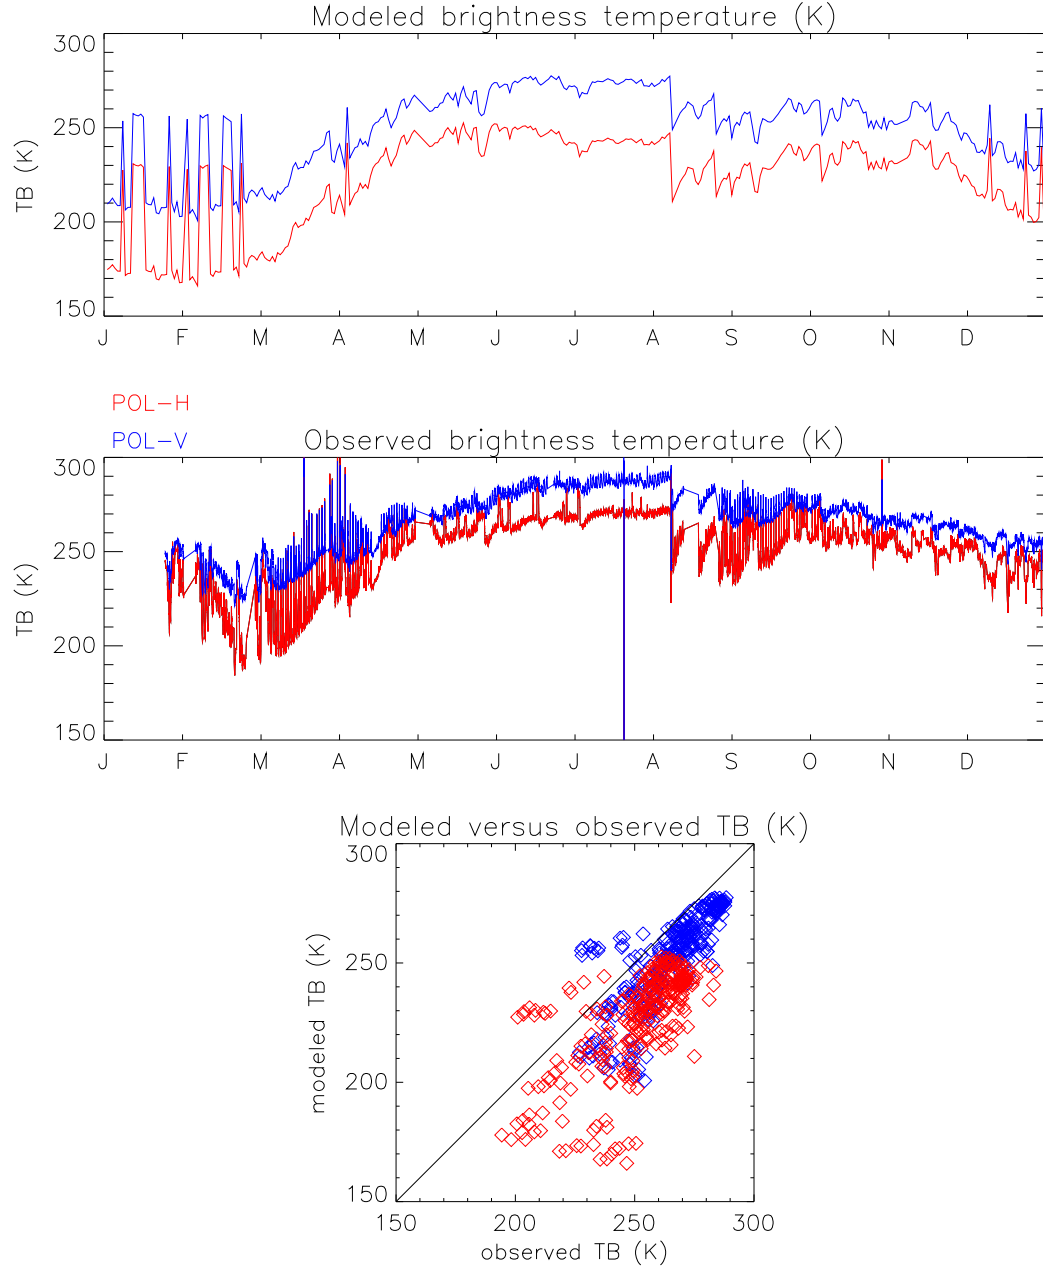 Modeled brightness temperature (K)
300
250
200
150
TB (K)
J F M A M J J A S O N D
POL-H
POL-V
Observed brightness temperature (K)
300
250
200
150
TB (K)
J F M A M J J A S O N D
Modeled versus observed TB (K)
300
250
200
150
modeled TB (K)
150 200 250 300
observed TB (K)